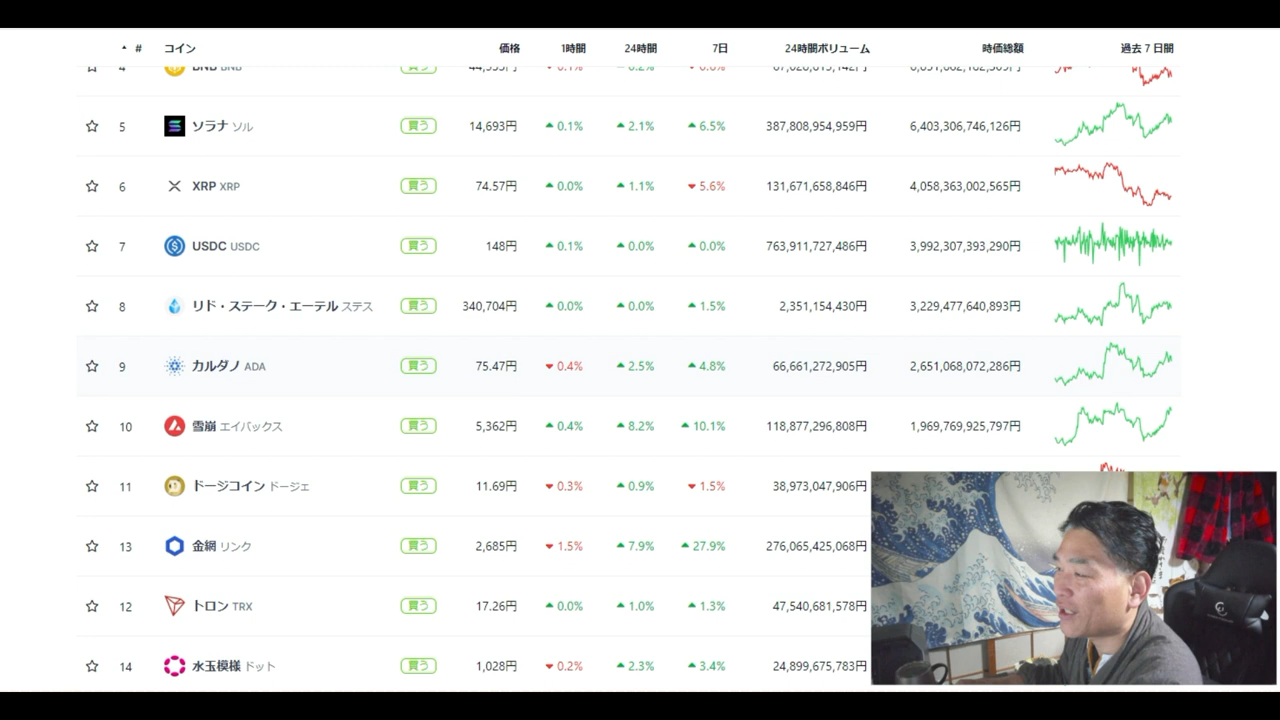 # コイン 価格 1時間 24時間 7日 24時間ボリューム 時価総額 過去7日間
4 BNB BNB 買う
5 ソラナ ソル 買う 14,693円 0.1% 2.1% 6.5% 387,808,954,959円 6,403,306,746,126円
6 XRP XRP 買う 74.57円 0.0% 1.1% 5.6% 131,671,658,846円 4,058,363,002,565円
7 USDC USDC 買う 148円 0.1% 0.0% 0.0% 763,911,727,486円 3,992,307,393,290円
8 リド・ステーク・エーテル ステス 買う 340,704円 0.0% 0.0% 1.5% 2,351,154,430円 3,229,477,640,893円
9 カルダノ ADA 買う 75.47円 0.4% 2.5% 4.8% 66,661,272,905円 2,651,068,072,286円
10 雪崩 エイバックス 買う 5,362円 0.4% 8.2% 10.1% 118,877,296,808円 1,969,769,925,797円
11 ドージコイン ドージェ 買う 11.69円 0.3% 0.9% 1.5% 38,973,047,906円
13 金網 リンク 買う 2,685円 1.5% 7.9% 27.9% 276,065,425,068円
12 トロン TRX 買う 17.26円 0.0% 1.0% 1.3% 47,540,681,578円
14 水玉模様 ドット 買う 1,028円 0.2% 2.3% 3.4% 24,899,675,783円